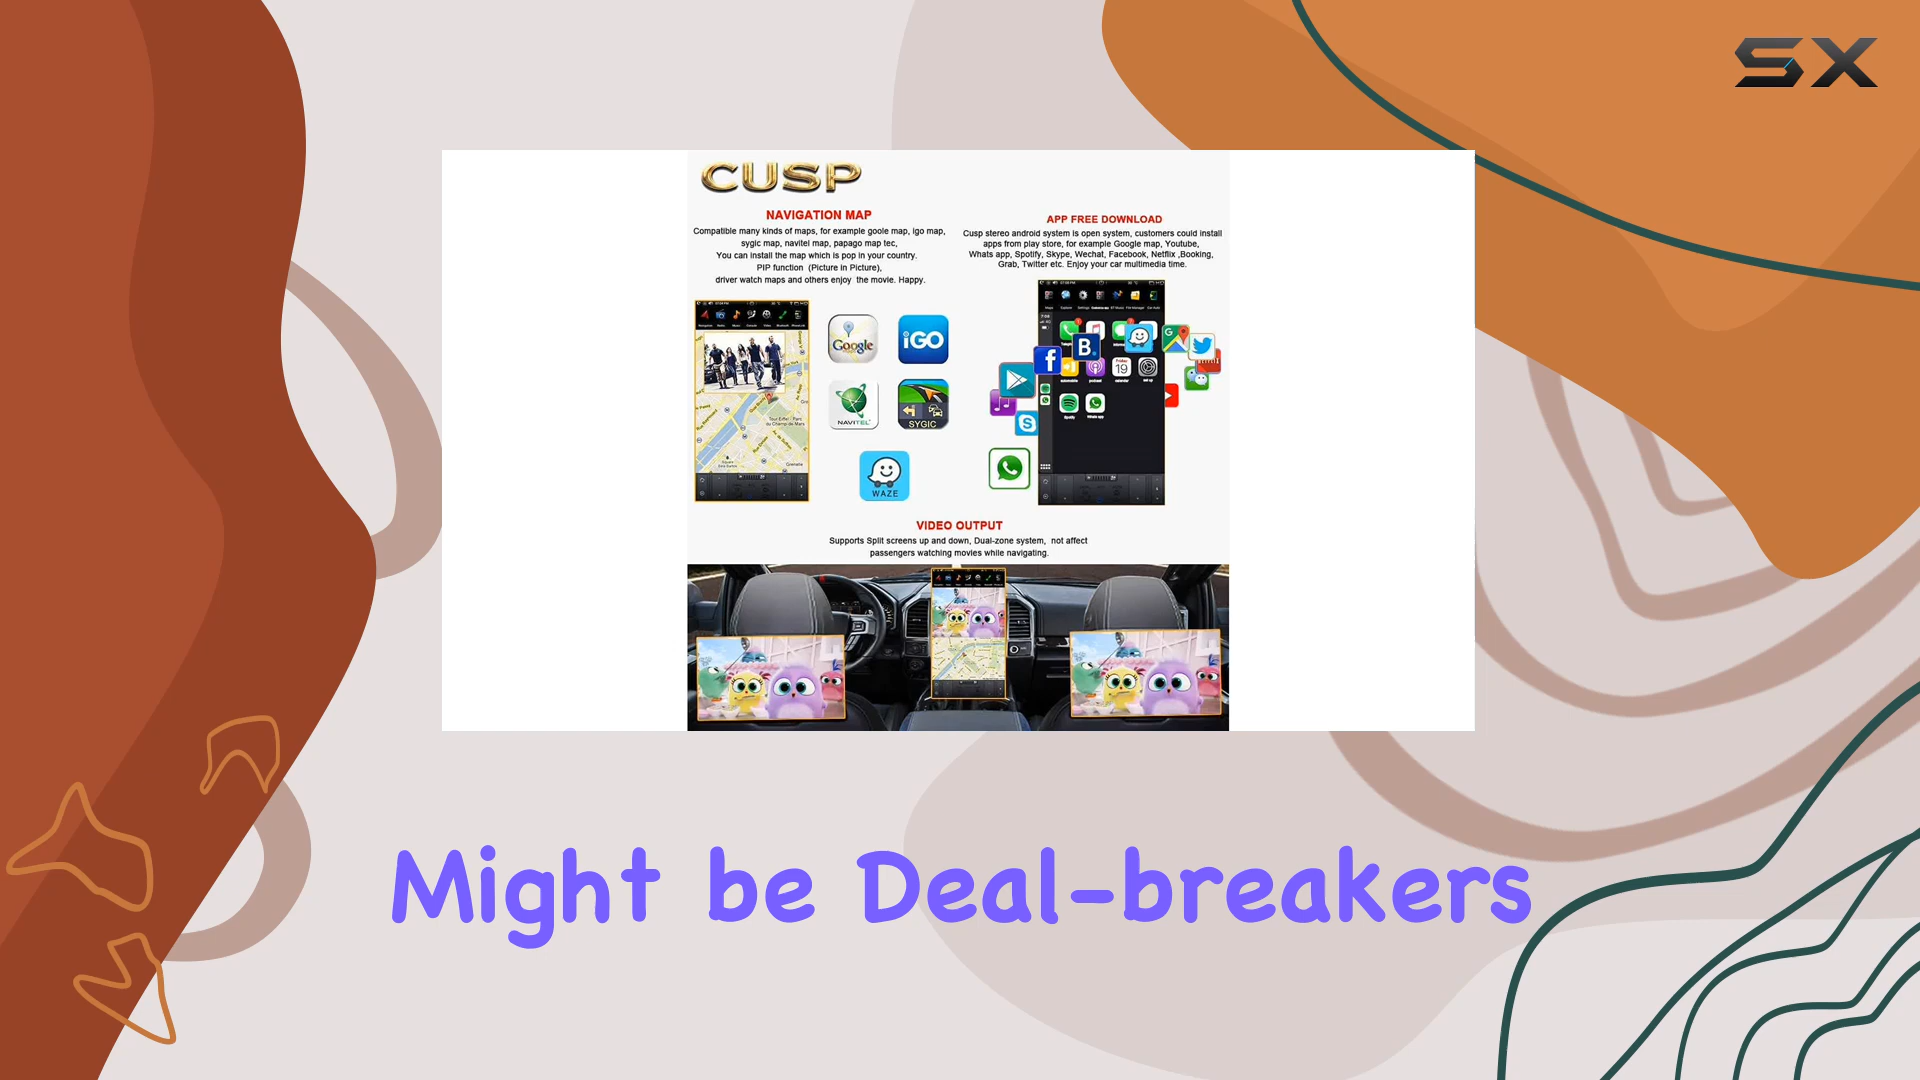 SX
CUSP
NAVIGATION MAP
Compatible many kinds of maps, for example goole map, igo map,
sygic map, navitel map, papago map tec,
You can install the map which is pop in your country.
PIP function (Picture in Picture),
driver watch maps and others enjoy the movie. Happy.
APP FREE DOWNLOAD
Cusp stereo android system is open system, customers could install
apps from play store, for example Google map, Youtube,
Whats app, Spotify, Skype, Wechat, Facebook, Netflix ,Booking,
Grab, Twitter etc. Enjoy your car multimedia time.
Google
iGO
NAVITEL
SYGIC
WAZE
B.
19
VIDEO OUTPUT
Supports Split screens up and down, Dual-zone system, not affect
passengers watching movies while navigating.
Might be Deal-breakers